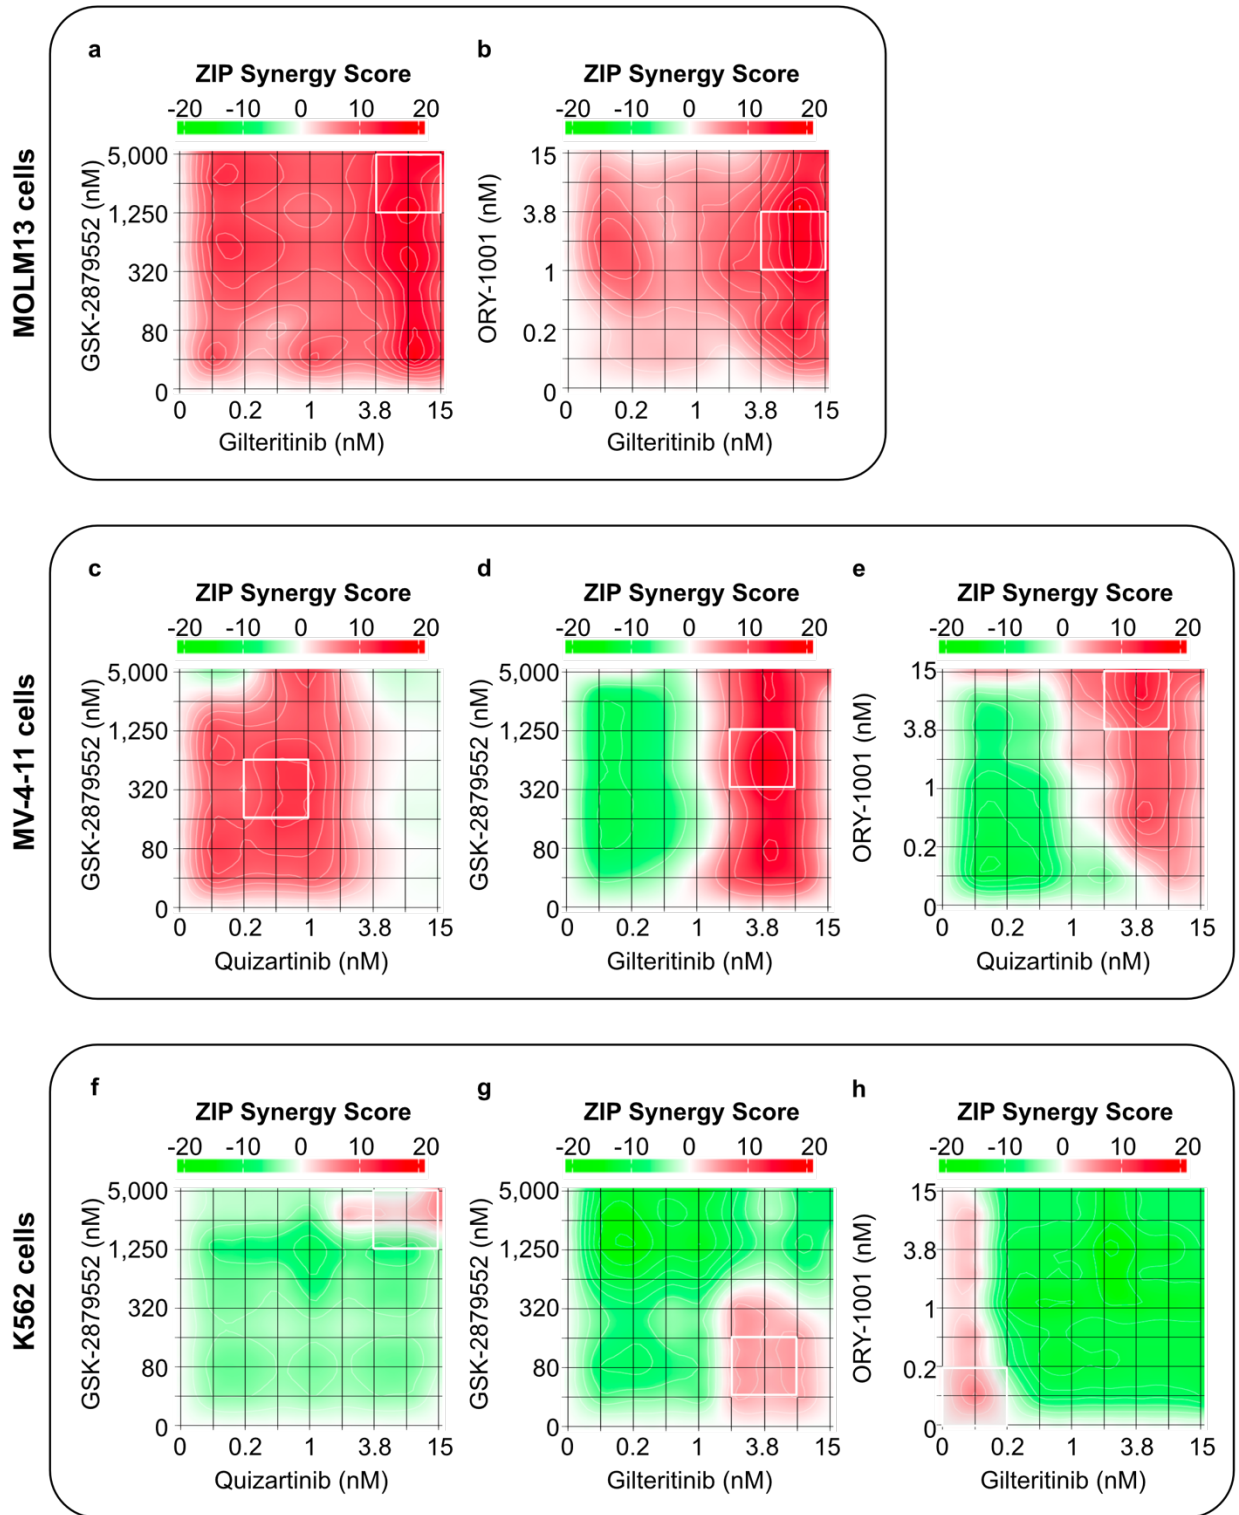 MOLM13 cells
a
ZIP Synergy Score
-20 -10 0 10 20
GSK-2879552 (nM)
5,000
1,250
320
80
0
0 0.2 1 3.8 15
Gilteritinib (nM)
b
ZIP Synergy Score
-20 -10 0 10 20
ORY-1001 (nM)
15
3.8
1
0.2
0
0 0.2 1 3.8 15
Gilteritinib (nM)
MV-4-11 cells
c
ZIP Synergy Score
-20 -10 0 10 20
GSK-2879552 (nM)
5,000
1,250
320
80
0
0 0.2 1 3.8 15
Quizartinib (nM)
d
ZIP Synergy Score
-20 -10 0 10 20
GSK-2879552 (nM)
5,000
1,250
320
80
0
0 0.2 1 3.8 15
Gilteritinib (nM)
e
ZIP Synergy Score
-20 -10 0 10 20
ORY-1001 (nM)
15
3.8
1
0.2
0
0 0.2 1 3.8 15
Quizartinib (nM)
K562 cells
f
ZIP Synergy Score
-20 -10 0 10 20
GSK-2879552 (nM)
5,000
1,250
320
80
0
0 0.2 1 3.8 15
Quizartinib (nM)
g
ZIP Synergy Score
-20 -10 0 10 20
GSK-2879552 (nM)
5,000
1,250
320
80
0
0 0.2 1 3.8 15
Gilteritinib (nM)
h
ZIP Synergy Score
-20 -10 0 10 20
ORY-1001 (nM)
15
3.8
1
0.2
0
0 0.2 1 3.8 15
Gilteritinib (nM)